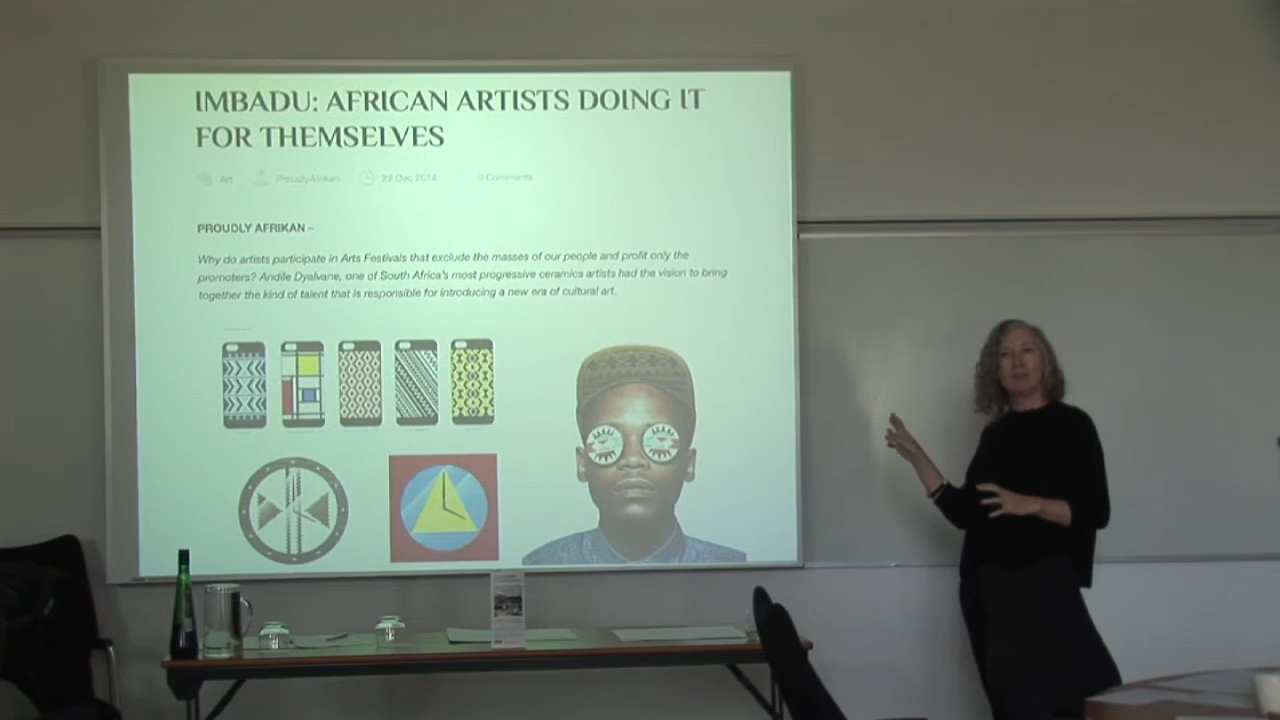 IMBADU: AFRICAN ARTISTS DOING IT
FOR THEMSELVES
Art ProudlyAfrikan 22 Dec 2014 3 Comments
PROUDLY AFRIKAN –
Why do artists participate in Arts Festivals that exclude the masses of our people and profit only the
promoters? Andile Dyalvane, one of South Africa's most progressive ceramics artists had the vision to bring
together the kind of talent that is responsible for introducing a new era of cultural art.